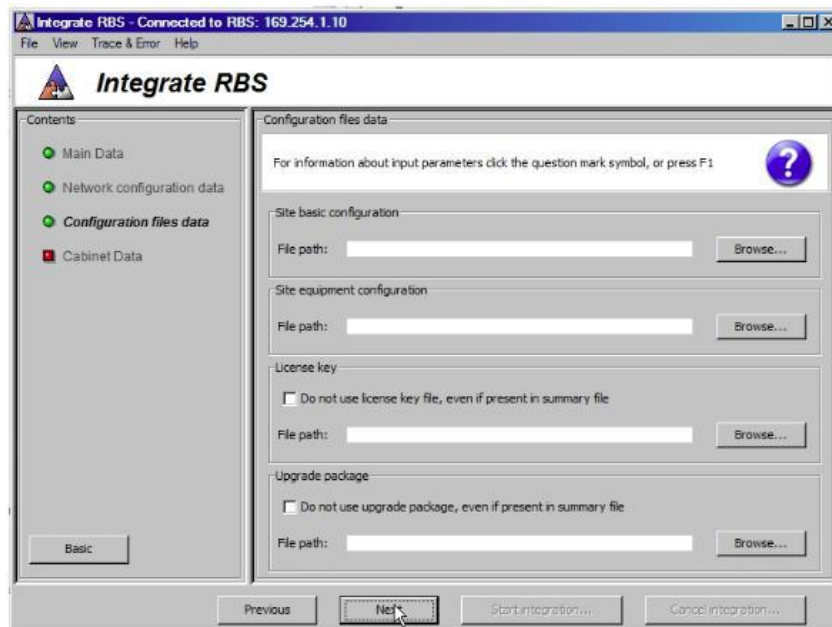 Integrate RBS - Connected to RBS: 169.254.1.10
File View Trace & Error Help
Integrate RBS
Contents
Main Data
Network configuration data
Configuration files data
Cabinet Data
Basic
Configuration files data
For information about input parameters click the question mark symbol, or press F1
?
Site basic configuration
File path: Browse...
Site equipment configuration
File path: Browse...
License key
Do not use license key file, even if present in summary file
File path: Browse...
Upgrade package
Do not use upgrade package, even if present in summary file
File path: Browse...
Previous Next Start integration... Cancel integration...